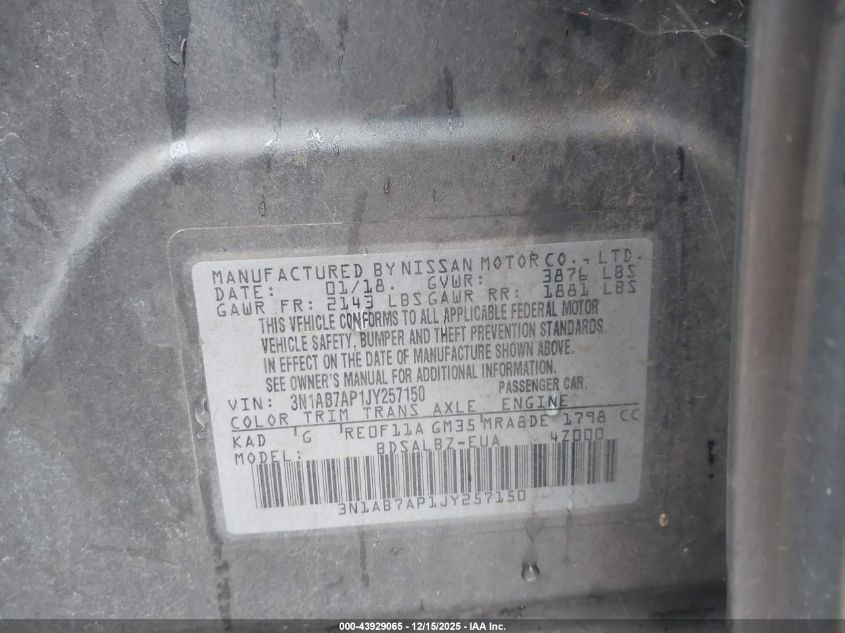 MANUFACTURED BY NISSAN MOTOR CO., LTD.
DATE: 01/18. GVWR: 3876 LBS
GAWR FR: 2143 LBS GAWR RR: 1881 LBS
THIS VEHICLE CONFORMS TO ALL APPLICABLE FEDERAL MOTOR
VEHICLE SAFETY, BUMPER AND THEFT PREVENTION STANDARDS
IN EFFECT ON THE DATE OF MANUFACTURE SHOWN ABOVE.
SEE OWNER'S MANUAL FOR ADDITIONAL INFORMATION.
VIN: 3N1AB7AP1JY257150 PASSENGER CAR.
COLOR TRIM TRANS AXLE ENGINE
KAD G RE0F11A GM35 MRA8DE 1798 CC
MODEL: BDSALBZ-EUA 4Z000
3N1AB7AP1JY257150
000-43929065 - 12/15/2025 - IAA Inc.